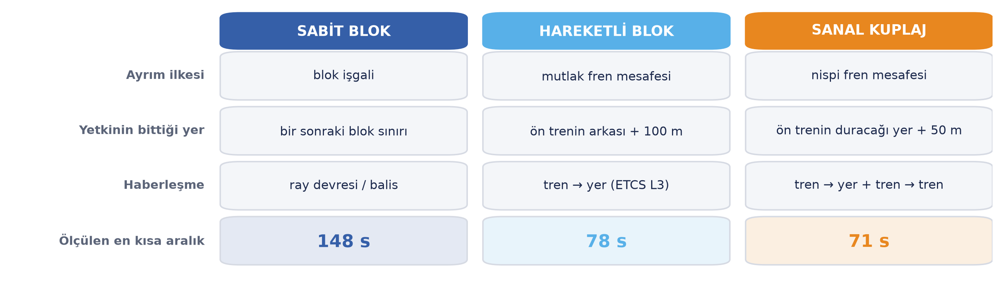 SABİT BLOK
HAREKETLİ BLOK
SANAL KUPLAJ
Ayrım ilkesi
blok işgali
mutlak fren mesafesi
nispi fren mesafesi
Yetkinin bittiği yer
bir sonraki blok sınırı
ön trenin arkası + 100 m
ön trenin duracağı yer + 50 m
Haberleşme
ray devresi / balis
tren → yer (ETCS L3)
tren → yer + tren → tren
Ölçülen en kısa aralık
148 s
78 s
71 s